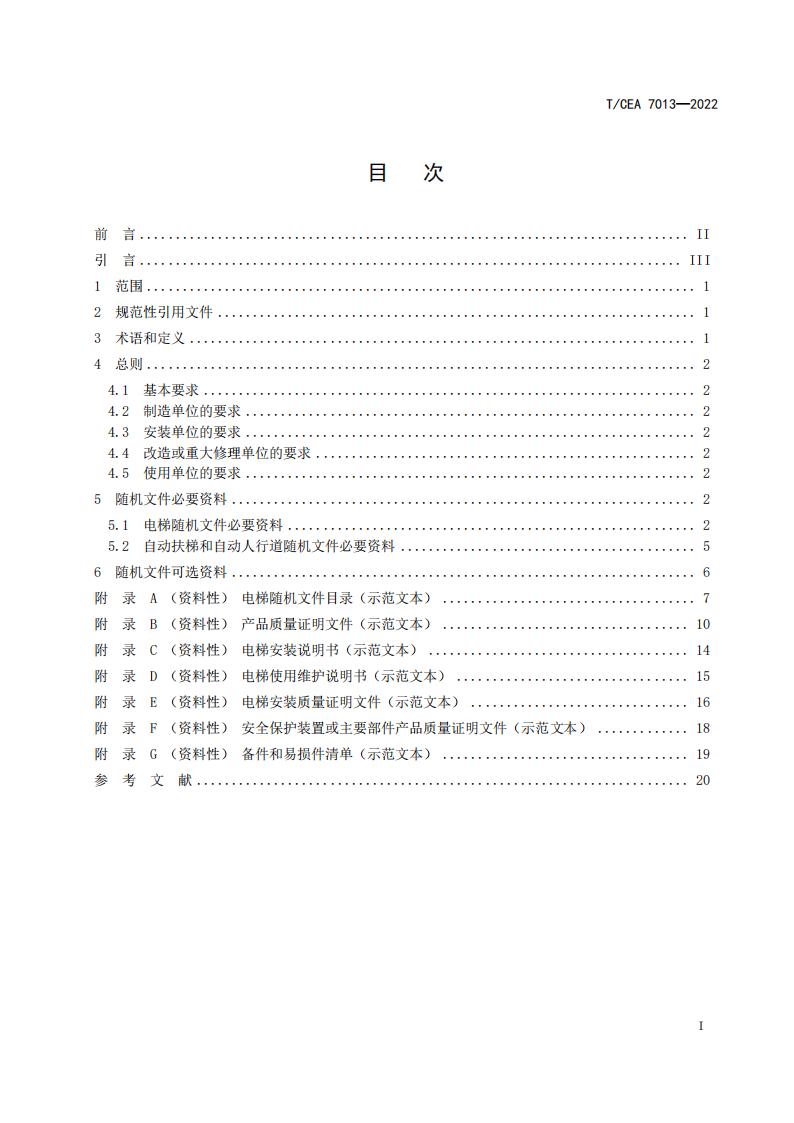 T/CEA 7013—2022
目 次
前 言 ........ II
引 言 ........ III
1 范围 ........ 1
2 规范性引用文件 ........ 1
3 术语和定义 ........ 1
4 总则 ........ 2
4.1 基本要求 ........ 2
4.2 制造单位的要求 ........ 2
4.3 安装单位的要求 ........ 2
4.4 改造或重大修理单位的要求 ........ 2
4.5 使用单位的要求 ........ 2
5 随机文件必要资料 ........ 2
5.1 电梯随机文件必要资料 ........ 2
5.2 自动扶梯和自动人行道随机文件必要资料 ........ 5
6 随机文件可选资料 ........ 6
附 录 A (资料性) 电梯随机文件目录(示范文本) ........ 7
附 录 B (资料性) 产品质量证明文件(示范文本) ........ 10
附 录 C (资料性) 电梯安装说明书(示范文本) ........ 14
附 录 D (资料性) 电梯使用维护说明书(示范文本) ........ 15
附 录 E (资料性) 电梯安装质量证明文件(示范文本) ........ 16
附 录 F (资料性) 安全保护装置或主要部件产品质量证明文件(示范文本) ........ 18
附 录 G (资料性) 备件和易损件清单(示范文本) ........ 19
参 考 文 献 ........ 20
I